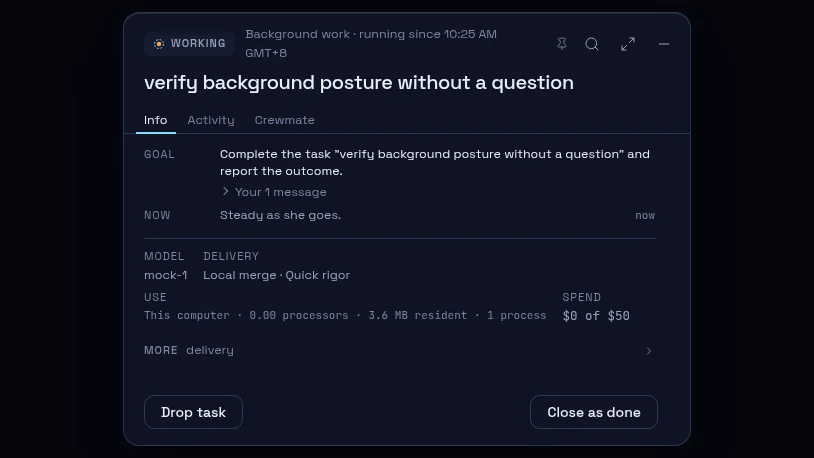 WORKING
Background work · running since 10:25 AM
GMT+8
verify background posture without a question
Info Activity Crewmate
GOAL
Complete the task "verify background posture without a question" and
report the outcome.
Your 1 message
NOW Steady as she goes. now
MODEL DELIVERY
mock-1 Local merge · Quick rigor
USE SPEND
This computer · 0.00 processors · 3.6 MB resident · 1 process $0 of $50
MORE delivery
Drop task Close as done